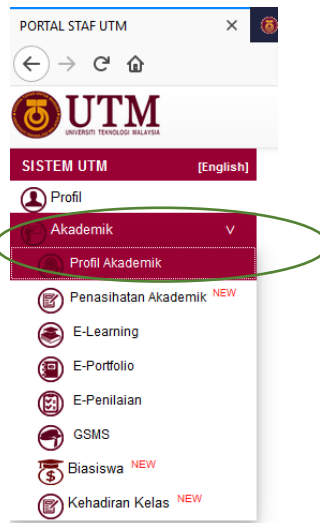 PORTAL STAF UTM
UTM
UNIVERSITI TEKNOLOGI MALAYSIA
SISTEM UTM [English]
Profil
Akademik
Profil Akademik
Penasihatan Akademik NEW
E-Learning
E-Portfolio
E-Penilaian
GSMS
Biasiswa NEW
Kehadiran Kelas NEW